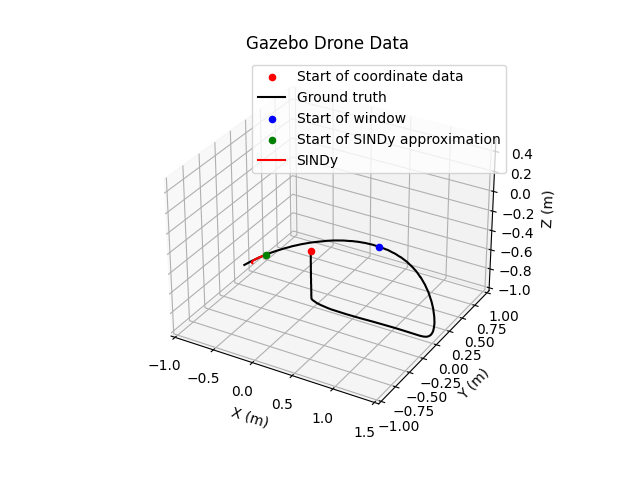 Gazebo Drone Data
Start of coordinate data
Ground truth
Start of window
Start of SINDy approximation
SINDy
0.4
0.2
0.0
−0.2
−0.4
−0.6
−0.8
−1.0
Z (m)
1.00
0.75
0.50
0.25
0.00
−0.25
−0.50
−0.75
−1.00
Y (m)
−1.0
−0.5
0.0
0.5
1.0
1.5
X (m)